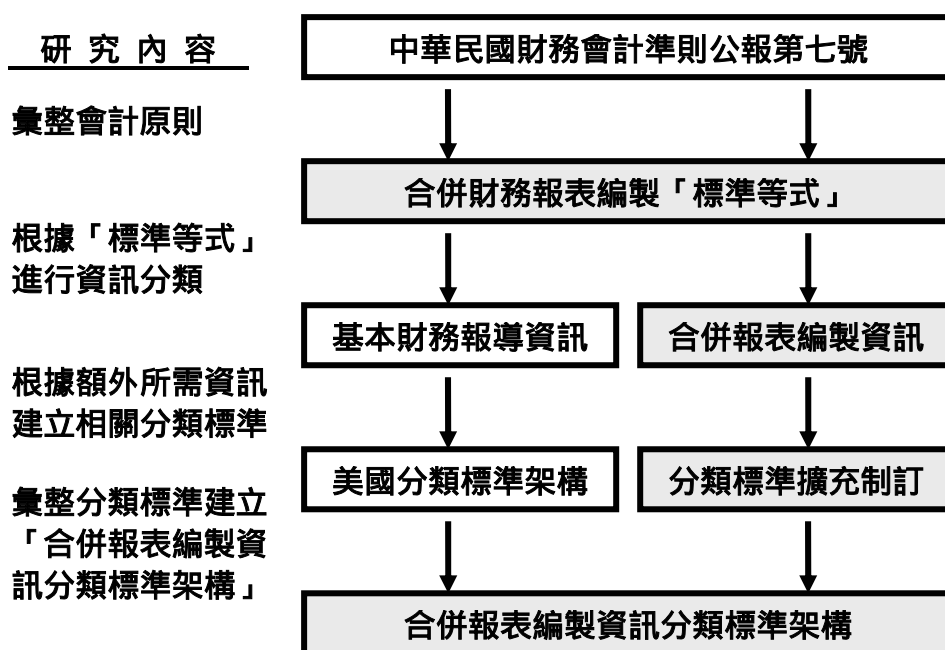 研究內容
中華民國財務會計準則公報第七號
彙整會計原則
合併財務報表編製「標準等式」
根據「標準等式」
進行資訊分類
基本財務報導資訊
合併報表編製資訊
根據額外所需資訊
建立相關分類標準
美國分類標準架構
分類標準擴充制訂
彙整分類標準建立
「合併報表編製資
訊分類標準架構」
合併報表編製資訊分類標準架構